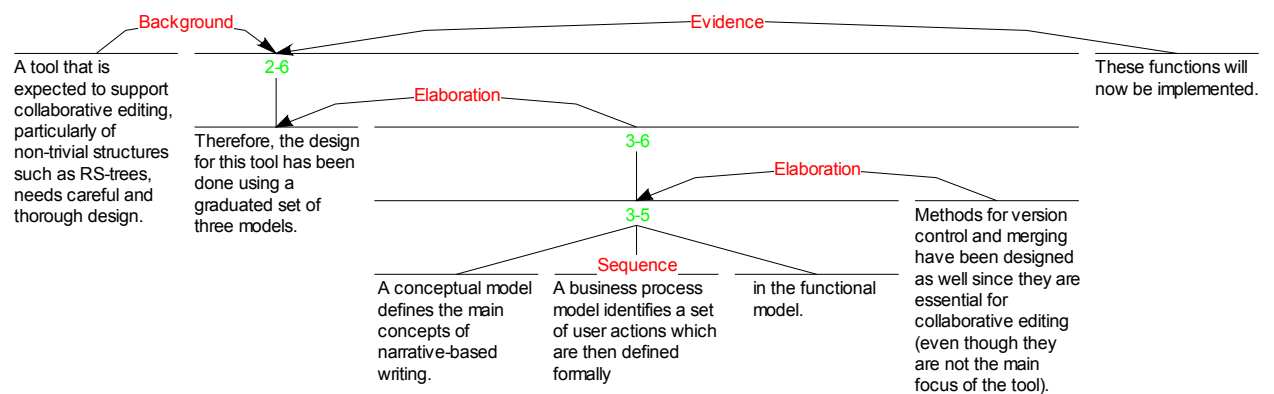 Background
Evidence
A tool that is
expected to support
collaborative editing,
particularly of
non-trivial structures
such as RS-trees,
needs careful and
thorough design.
2-6
These functions will
now be implemented.
Elaboration
Therefore, the design
for this tool has been
done using a
graduated set of
three models.
3-6
Elaboration
3-5
Sequence
A conceptual model
defines the main
concepts of
narrative-based
writing.
A business process
model identifies a set
of user actions which
are then defined
formally
in the functional
model.
Methods for version
control and merging
have been designed
as well since they are
essential for
collaborative editing
(even though they
are not the main
focus of the tool).